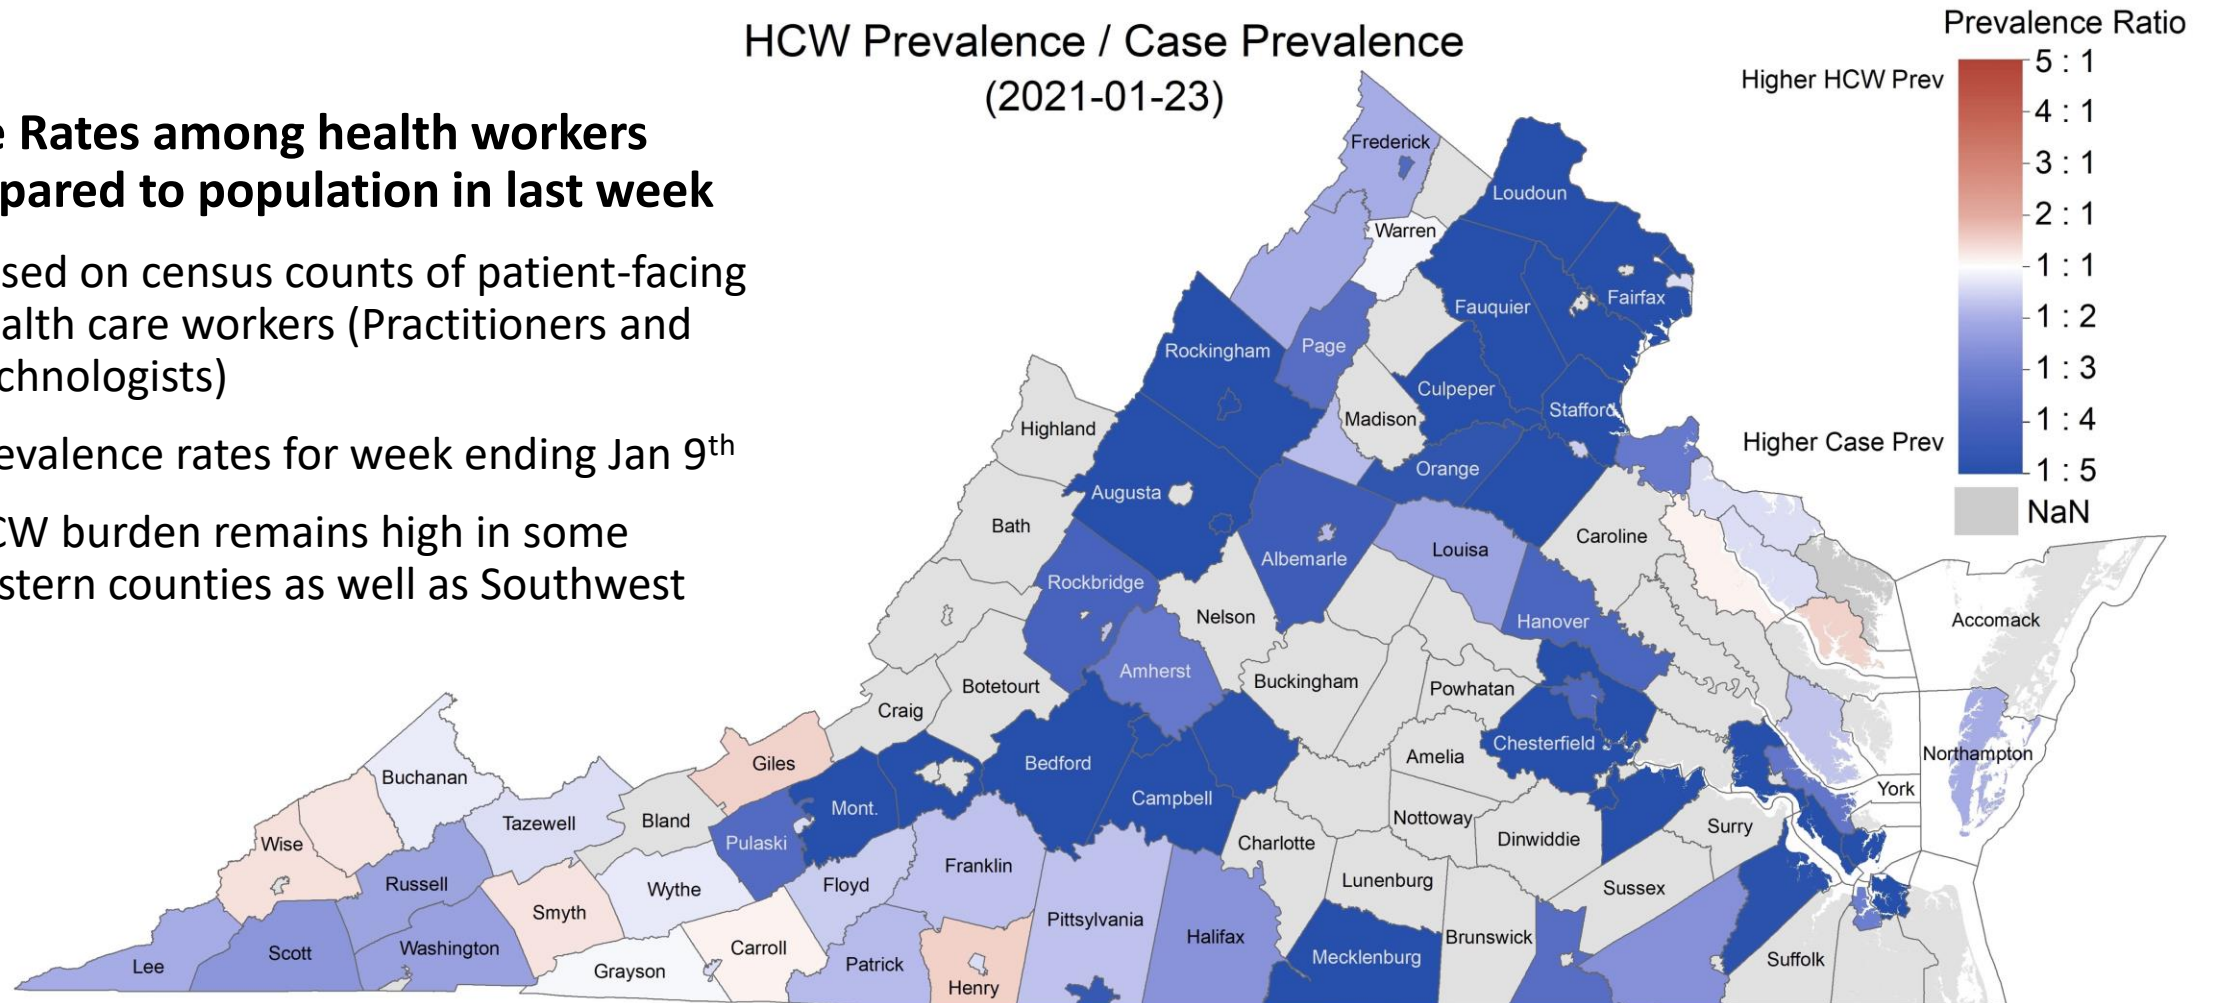 HCW Prevalence / Case Prevalence
(2021-01-23)
e Rates among health workers
pared to population in last week
sed on census counts of patient-facing
alth care workers (Practitioners and
chnologists)
evalence rates for week ending Jan 9th
CW burden remains high in some
stern counties as well as Southwest
Prevalence Ratio
Higher HCW Prev
5 : 1
4 : 1
3 : 1
2 : 1
1 : 1
1 : 2
1 : 3
1 : 4
Higher Case Prev
1 : 5
NaN
Frederick
Loudoun
Warren
Fauquier
Fairfax
Rockingham
Page
Culpeper
Stafford
Madison
Highland
Orange
Augusta
Bath
Caroline
Louisa
Albemarle
Rockbridge
Nelson
Hanover
Accomack
Amherst
Buckingham
Powhatan
Botetourt
Craig
Chesterfield
Northampton
Amelia
Giles
Bedford
Buchanan
York
Campbell
Mont.
Bland
Tazewell
Nottoway
Surry
Dinwiddie
Pulaski
Charlotte
Wise
Franklin
Lunenburg
Russell
Floyd
Wythe
Sussex
Smyth
Pittsylvania
Halifax
Brunswick
Washington
Carroll
Scott
Mecklenburg
Suffolk
Patrick
Lee
Grayson
Henry